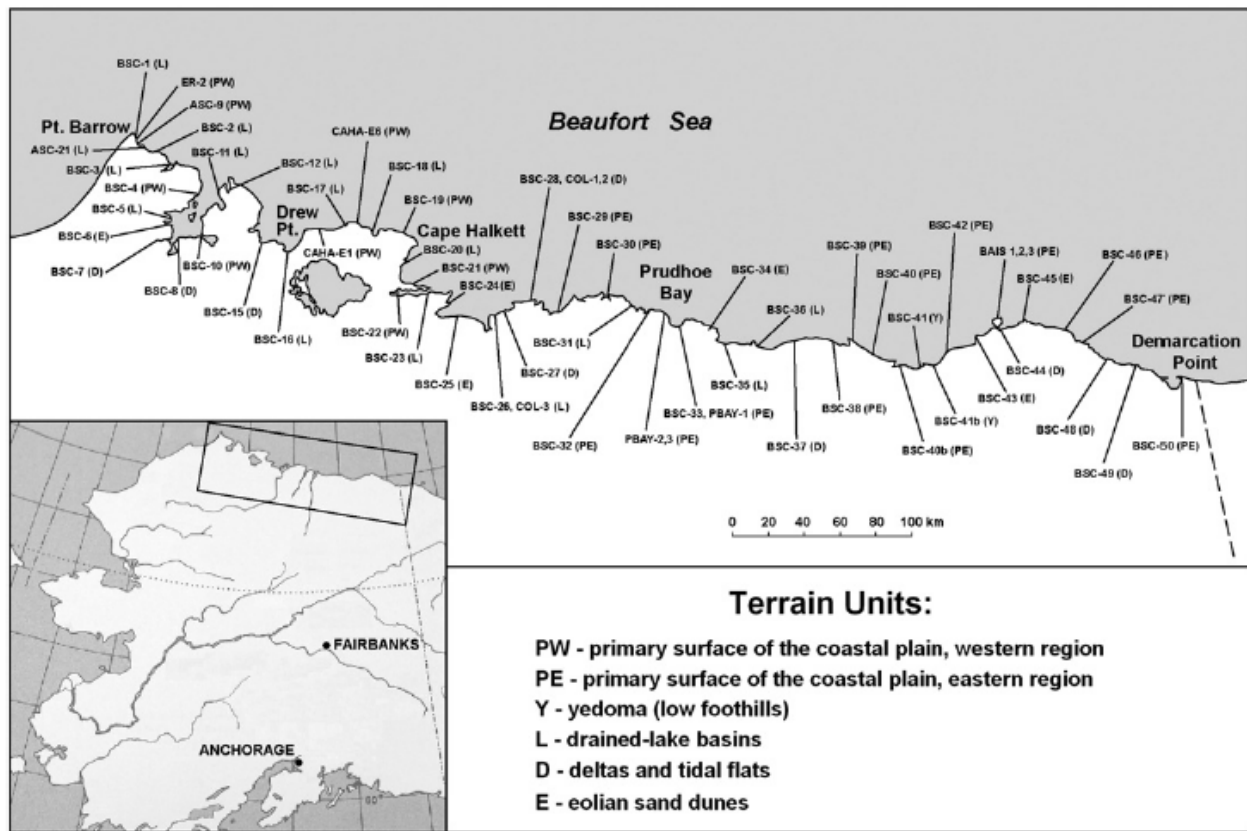 BSC-1 (L)
ER-2 (PW)
ASC-9 (PW)
Pt. Barrow
BSC-2 (L)
ASC-21 (L)
BSC-11 (L)
BSC-3 (L)
BSC-4 (PW)
BSC-5 (L)
BSC-6 (E)
BSC-7 (D)
BSC-8 (D)
BSC-10 (PW)
BSC-12 (L)
BSC-15 (D)
BSC-16 (L)
BSC-17 (L)
Drew
Pt.
CAHA-E6 (PW)
CAHA-E1 (PW)
BSC-18 (L)
BSC-19 (PW)
Cape Halkett
BSC-20 (L)
BSC-21 (PW)
BSC-24 (E)
BSC-22 (PW)
BSC-23 (L)
BSC-25 (E)
BSC-26, COL-3 (L)
BSC-27 (D)
Beaufort Sea
BSC-28, COL-1,2 (D)
BSC-29 (PE)
BSC-30 (PE)
BSC-31 (L)
BSC-32 (PE)
Prudhoe
Bay
PBAY-2,3 (PE)
BSC-33, PBAY-1 (PE)
BSC-34 (E)
BSC-35 (L)
BSC-36 (L)
BSC-37 (D)
BSC-38 (PE)
BSC-39 (PE)
BSC-40 (PE)
BSC-40b (PE)
BSC-41 (Y)
BSC-41b (Y)
BSC-42 (PE)
BSC-43 (E)
BSC-44 (D)
BAIS 1,2,3 (PE)
BSC-45 (E)
BSC-46 (PE)
BSC-47 (PE)
BSC-48 (D)
BSC-49 (D)
Demarcation
Point
BSC-50 (PE)
0 20 40 60 80 100 km
FAIRBANKS
ANCHORAGE
60°
Terrain Units:
PW - primary surface of the coastal plain, western region
PE - primary surface of the coastal plain, eastern region
Y - yedoma (low foothills)
L - drained-lake basins
D - deltas and tidal flats
E - eolian sand dunes